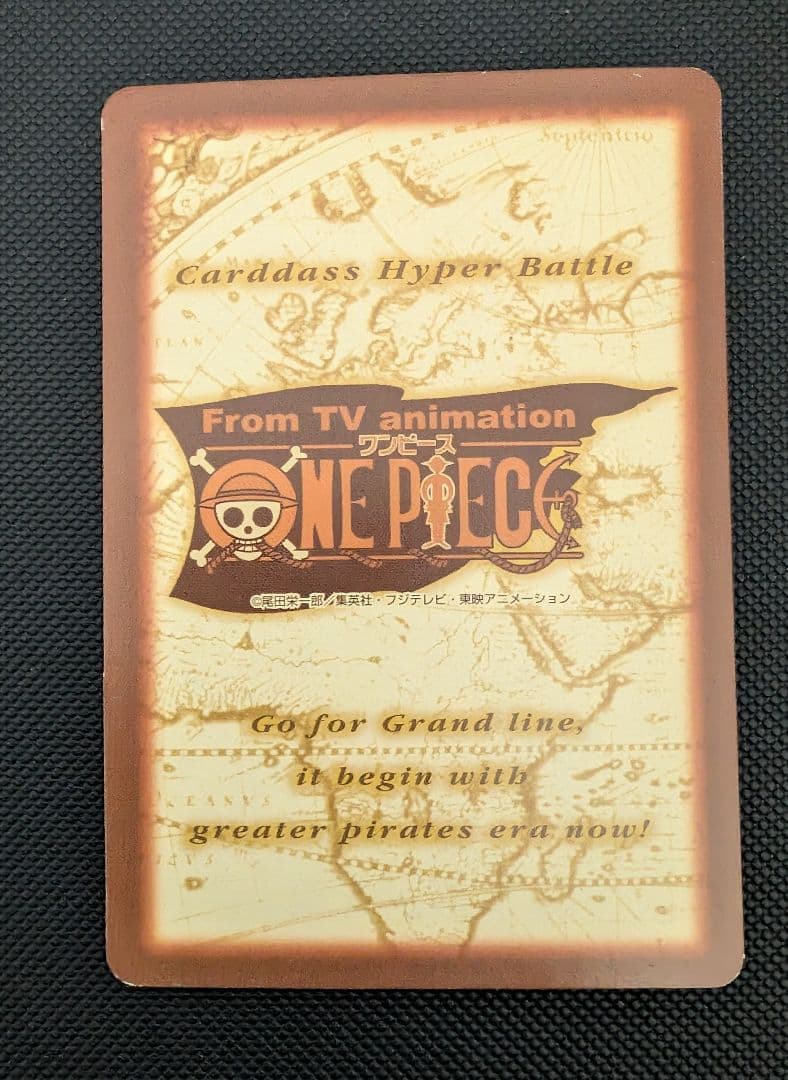 Septentrio
Carddass Hyper Battle
From TV animation
ワンピース
ONE PIECE
©尾田栄一郎／集英社・フジテレビ・東映アニメーション
Go for Grand line,
it begin with
greater pirates era now!